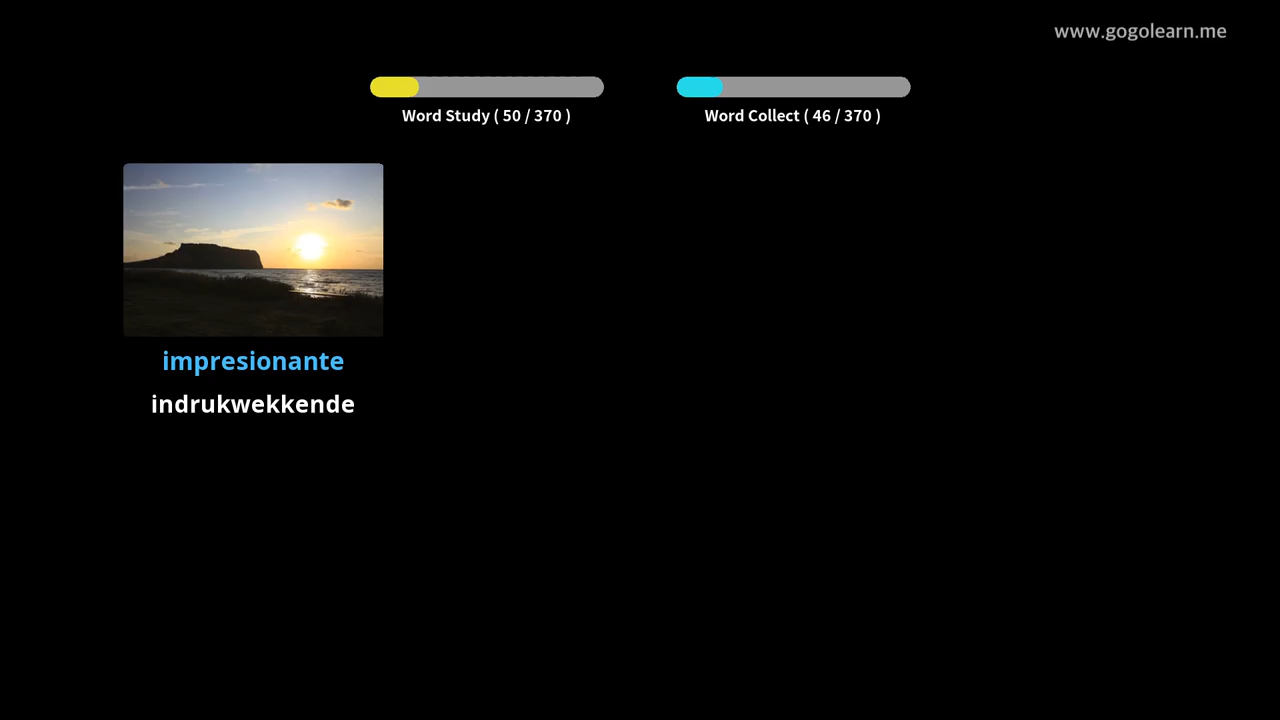 www.gogolearn.me
Word Study ( 50 / 370 )
Word Collect ( 46 / 370 )
impresionante
indrukwekkende